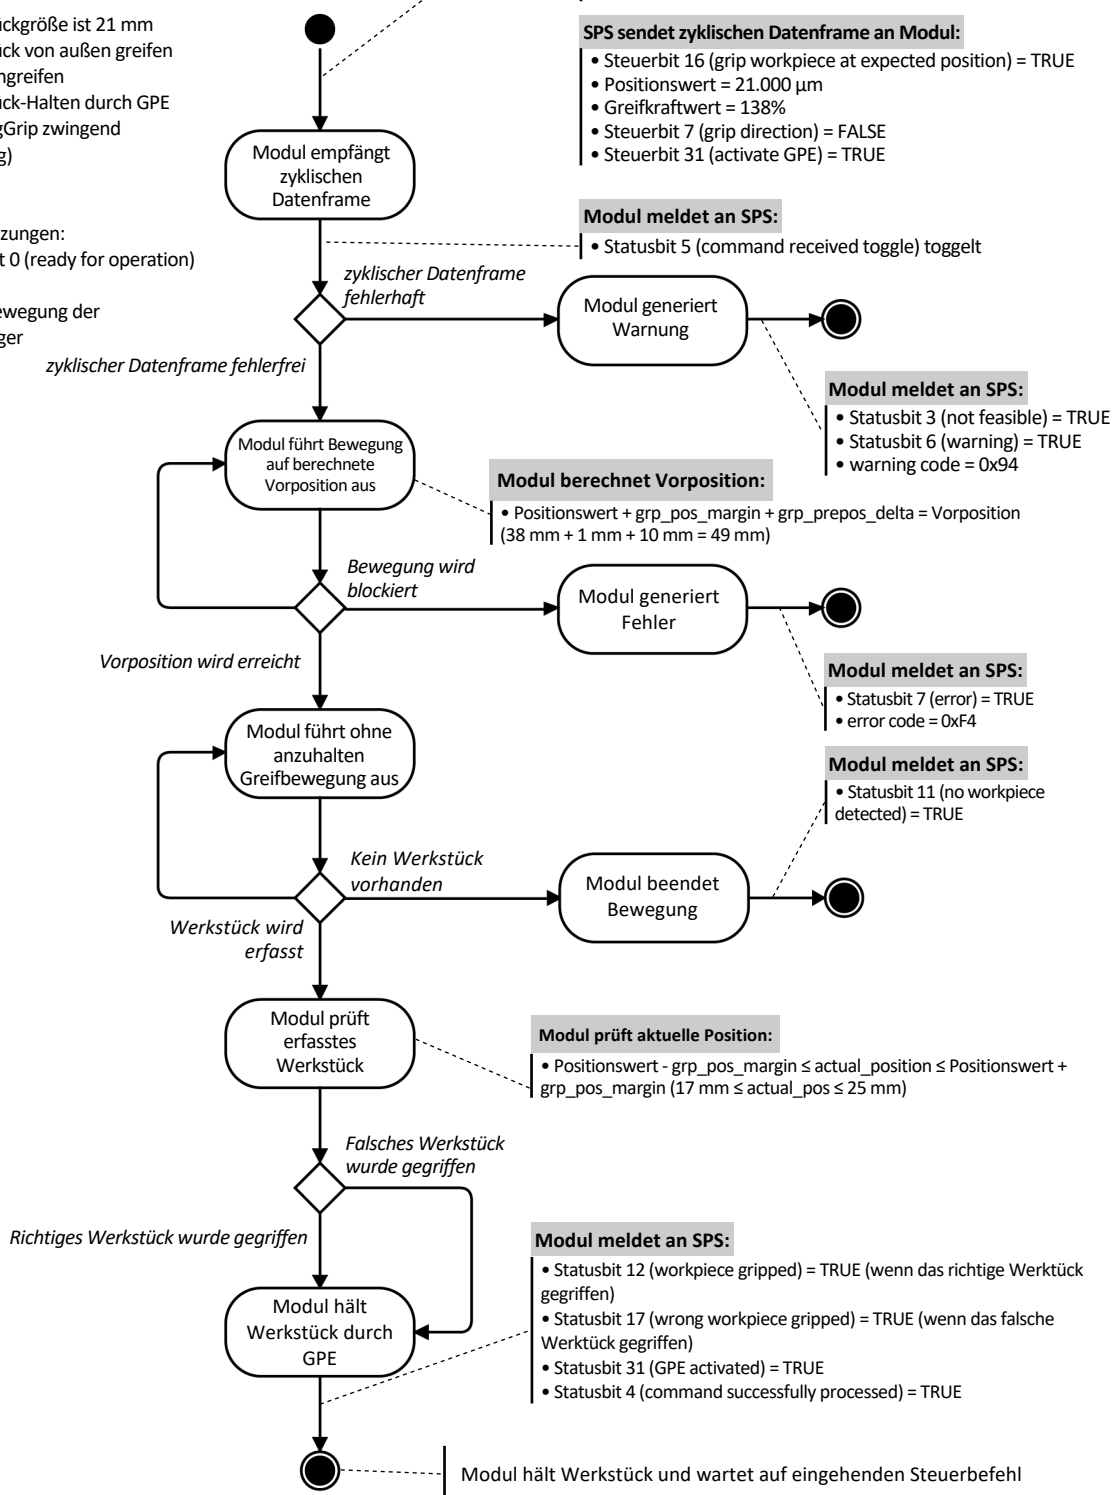 ückgröße ist 21 mm
ück von außen greifen
ngreifen
ück-Halten durch GPE
gGrip zwingend
g)
zungen:
t 0 (ready for operation)
ewegung der
ger
SPS sendet zyklischen Datenframe an Modul:
• Steuerbit 16 (grip workpiece at expected position) = TRUE
• Positionswert = 21.000 µm
• Greifkraftwert = 138%
• Steuerbit 7 (grip direction) = FALSE
• Steuerbit 31 (activate GPE) = TRUE
Modul empfängt
zyklischen
Datenframe
Modul meldet an SPS:
• Statusbit 5 (command received toggle) toggelt
zyklischer Datenframe
fehlerhaft
Modul generiert
Warnung
zyklischer Datenframe fehlerfrei
Modul meldet an SPS:
• Statusbit 3 (not feasible) = TRUE
• Statusbit 6 (warning) = TRUE
• warning code = 0x94
Modul führt Bewegung
auf berechnete
Vorposition aus
Modul berechnet Vorposition:
• Positionswert + grp_pos_margin + grp_prepos_delta = Vorposition
(38 mm + 1 mm + 10 mm = 49 mm)
Bewegung wird
blockiert
Modul generiert
Fehler
Vorposition wird erreicht
Modul meldet an SPS:
• Statusbit 7 (error) = TRUE
• error code = 0xF4
Modul führt ohne
anzuhalten
Greifbewegung aus
Modul meldet an SPS:
• Statusbit 11 (no workpiece
detected) = TRUE
Kein Werkstück
vorhanden
Modul beendet
Bewegung
Werkstück wird
erfasst
Modul prüft
erfasstes
Werkstück
Modul prüft aktuelle Position:
• Positionswert - grp_pos_margin ≤ actual_position ≤ Positionswert +
grp_pos_margin (17 mm ≤ actual_pos ≤ 25 mm)
Falsches Werkstück
wurde gegriffen
Richtiges Werkstück wurde gegriffen
Modul meldet an SPS:
• Statusbit 12 (workpiece gripped) = TRUE (wenn das richtige Werktück
gegriffen)
• Statusbit 17 (wrong workpiece gripped) = TRUE (wenn das falsche
Werktück gegriffen)
• Statusbit 31 (GPE activated) = TRUE
• Statusbit 4 (command successfully processed) = TRUE
Modul hält
Werkstück durch
GPE
Modul hält Werkstück und wartet auf eingehenden Steuerbefehl